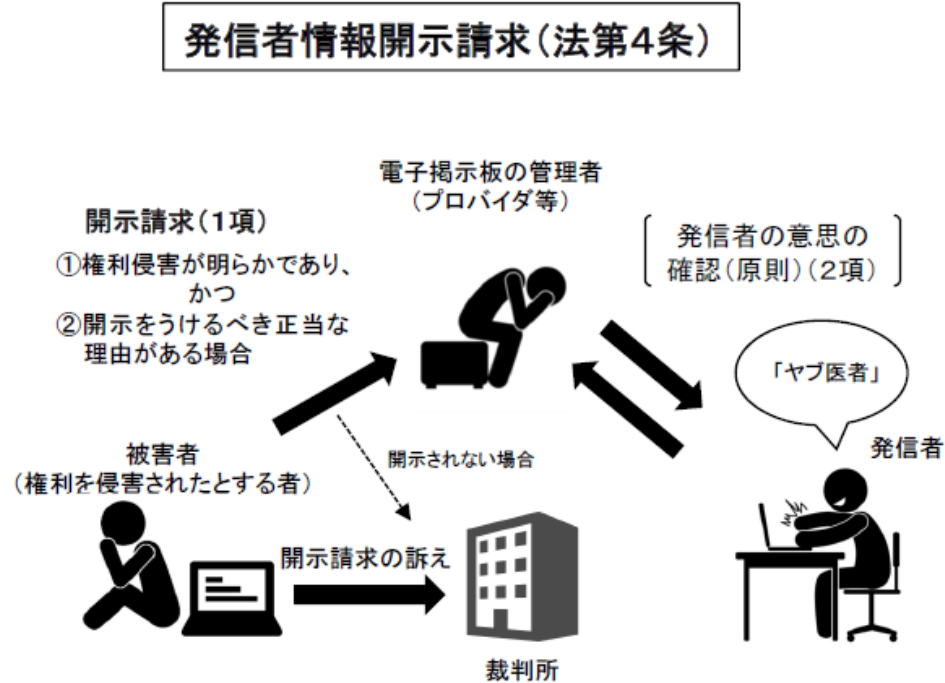 発信者情報開示請求(法第4条)
電子掲示板の管理者
(プロバイダ等)
開示請求(1項)
①権利侵害が明らかであり、
かつ
②開示をうけるべき正当な
理由がある場合
発信者の意思の
確認(原則)(2項)
「ヤブ医者」
発信者
被害者
(権利を侵害されたとする者)
開示されない場合
開示請求の訴え
裁判所